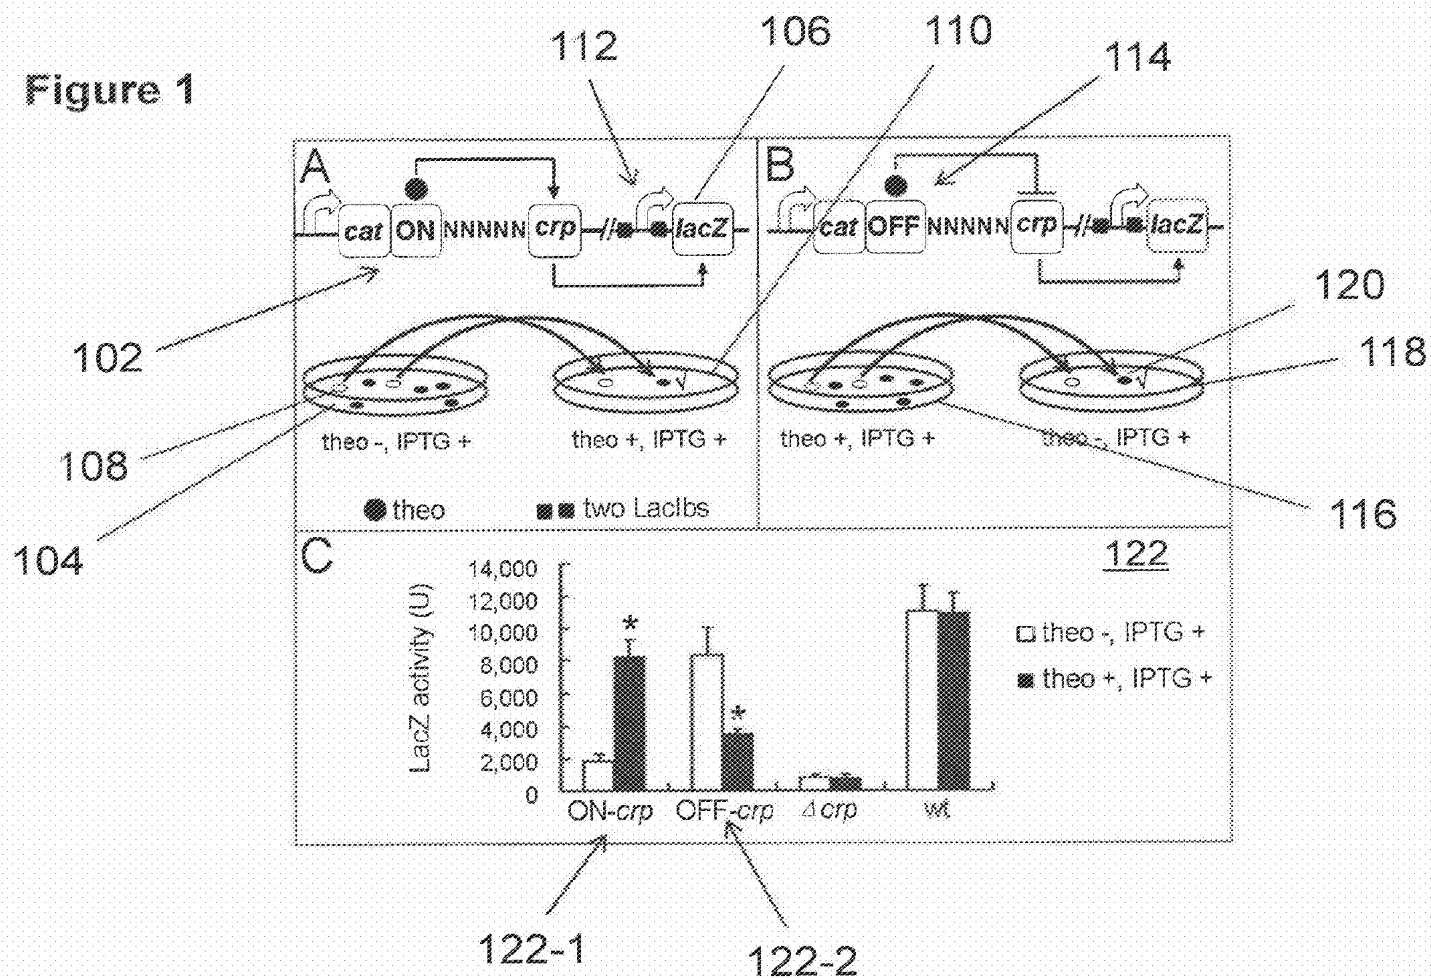 Figure 1
112
106
110
114
A
cat ON NNNNN crp // lacZ
B
cat OFF NNNNN crp // lacZ
102
120
118
108
theo -, IPTG +
theo +, IPTG +
theo +, IPTG +
theo -, IPTG +
theo
two LacIbs
116
104
C
122
LacZ activity (U)
14,000
12,000
10,000
8,000
6,000
4,000
2,000
0
*
*
theo -, IPTG +
theo +, IPTG +
ON-crp
OFF-crp
Δcrp
wt
122-1
122-2